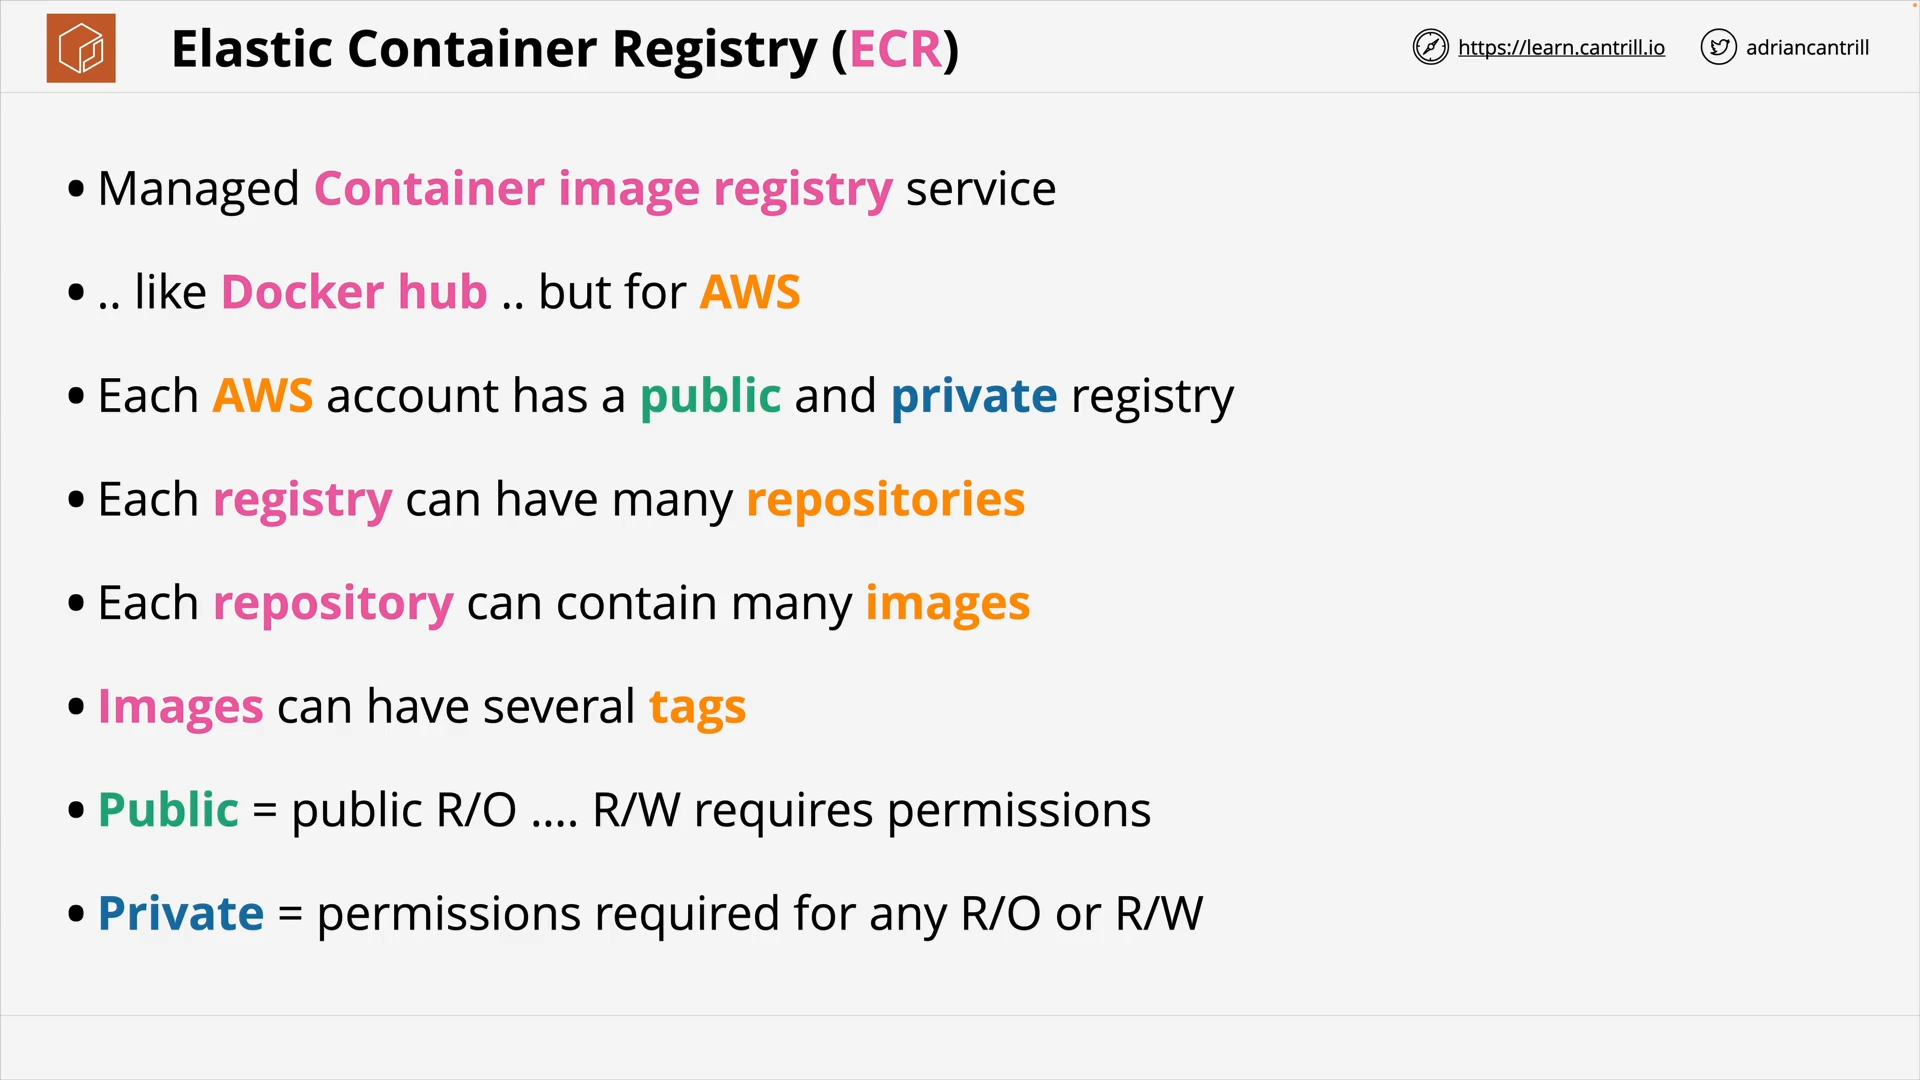 Elastic Container Registry (ECR)
https://learn.cantrill.io
adriancantrill
• Managed Container image registry service
• .. like Docker hub .. but for AWS
• Each AWS account has a public and private registry
• Each registry can have many repositories
• Each repository can contain many images
• Images can have several tags
• Public = public R/O .... R/W requires permissions
• Private = permissions required for any R/O or R/W